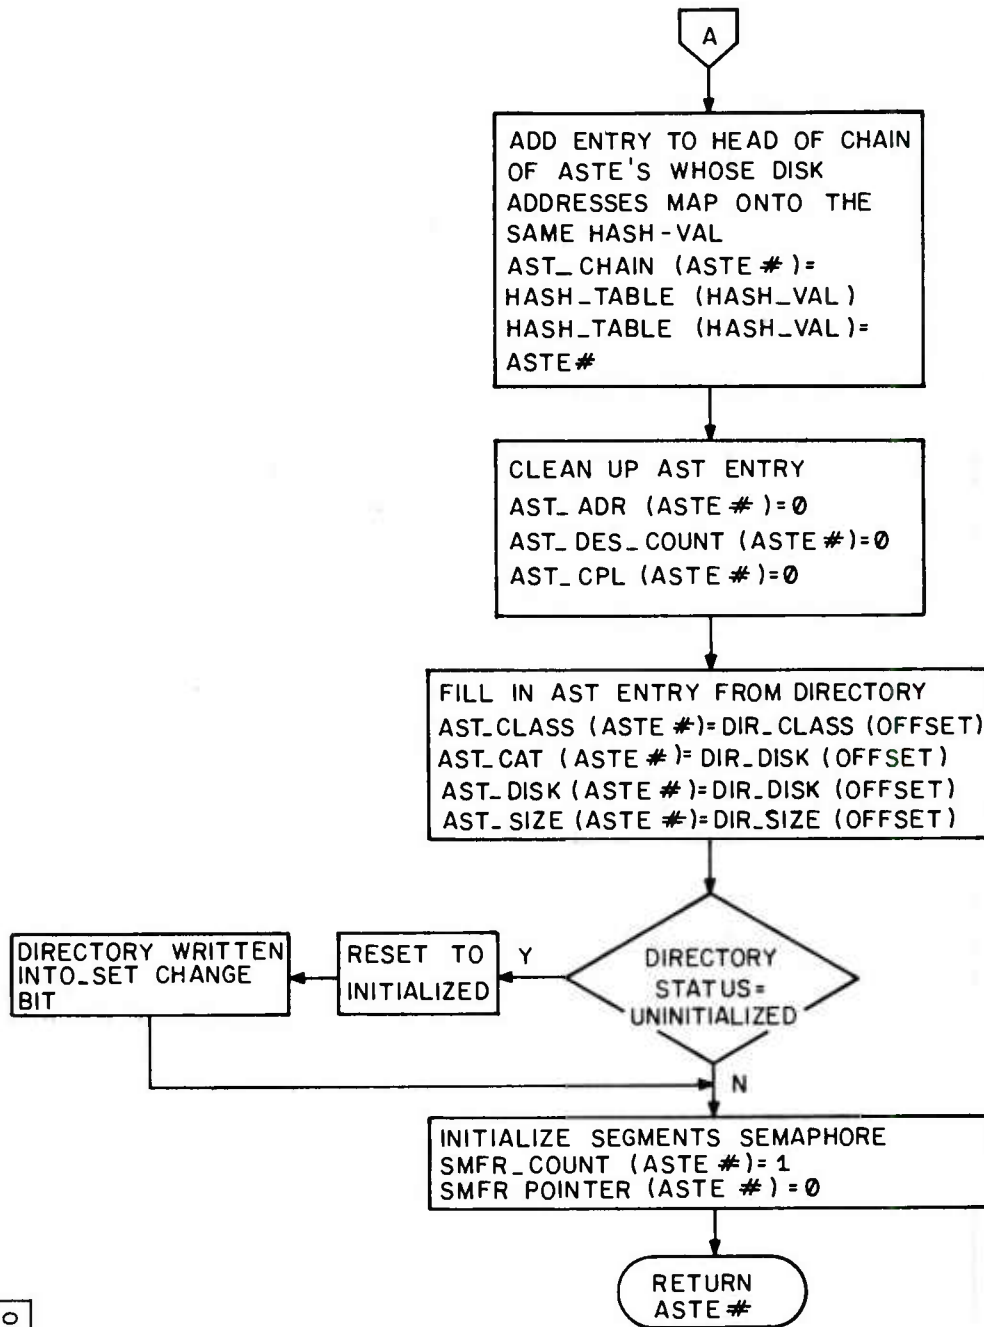 A
ADD ENTRY TO HEAD OF CHAIN
OF ASTE'S WHOSE DISK
ADDRESSES MAP ONTO THE
SAME HASH-VAL
AST_CHAIN (ASTE#)=
HASH_TABLE (HASH_VAL)
HASH_TABLE (HASH_VAL)=
ASTE#
CLEAN UP AST ENTRY
AST_ADR (ASTE#)=0
AST_DES_COUNT (ASTE#)=0
AST_CPL (ASTE#)=0
FILL IN AST ENTRY FROM DIRECTORY
AST_CLASS (ASTE#)=DIR_CLASS (OFFSET)
AST_CAT (ASTE#)=DIR_DISK (OFFSET)
AST_DISK (ASTE#)=DIR_DISK (OFFSET)
AST_SIZE (ASTE#)=DIR_SIZE (OFFSET)
DIRECTORY
STATUS=
UNINITIALIZED
Y
RESET TO
INITIALIZED
DIRECTORY WRITTEN
INTO_SET CHANGE
BIT
N
INITIALIZE SEGMENTS SEMAPHORE
SMFR_COUNT (ASTE#)=1
SMFR POINTER (ASTE#)=0
RETURN
ASTE#